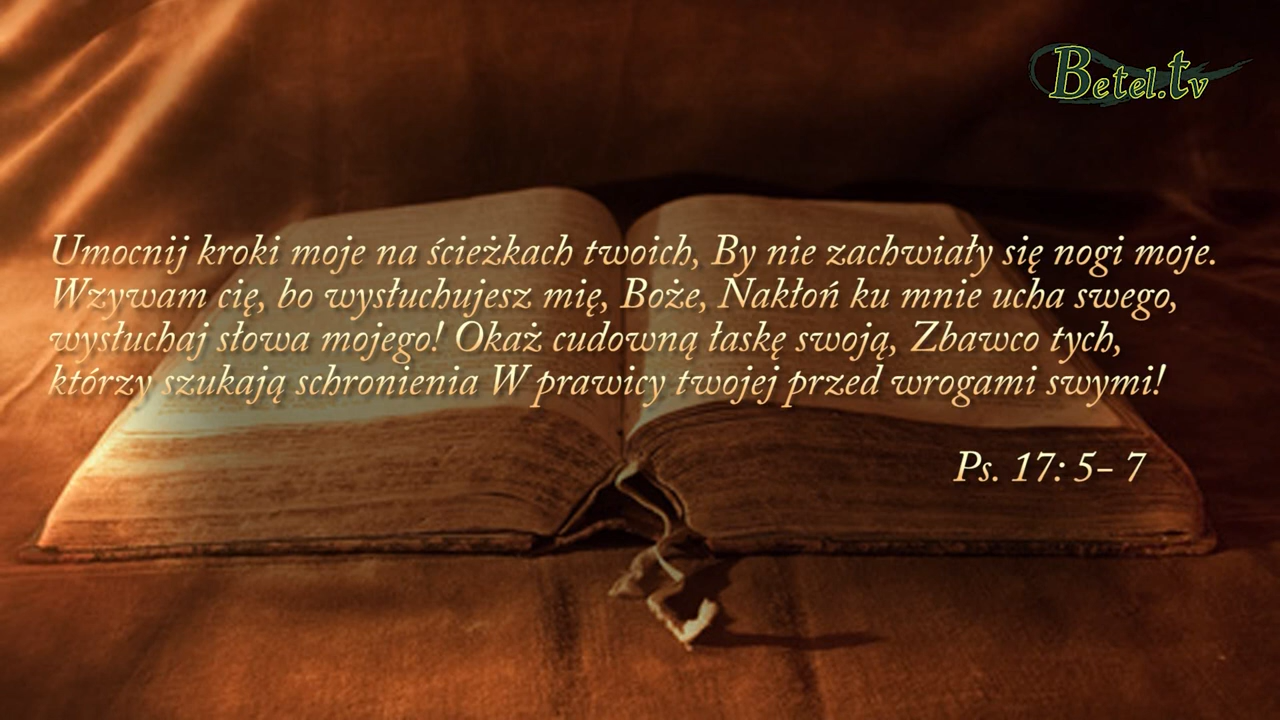 Betel.tv
Umocnij kroki moje na ścieżkach twoich, By nie zachwiały się nogi moje.
Wzywam cię, bo wysłuchujesz mię, Boże, Nakłoń ku mnie ucha swego,
wysłuchaj słowa mojego! Okaż cudowną łaskę swoją, Zbawco tych,
którzy szukają schronienia W prawicy twojej przed wrogami swymi!
Ps. 17: 5- 7